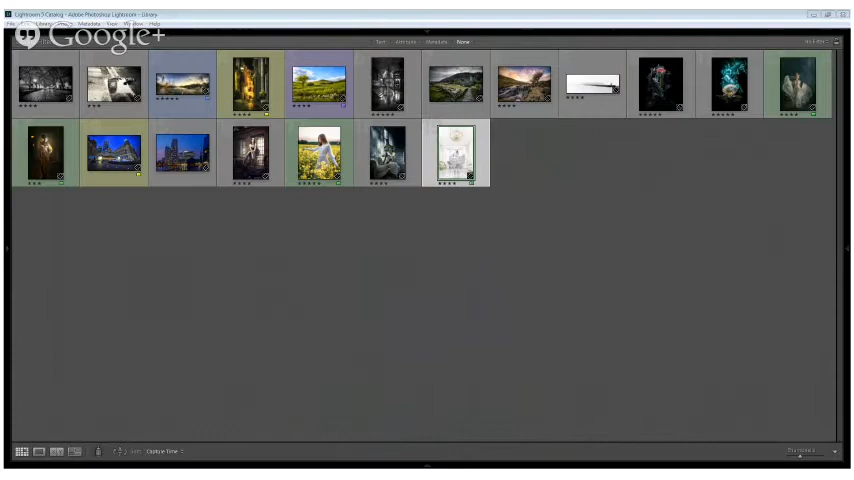 Lightroom 5 Catalog - Adobe Photoshop Lightroom - Library
File Library Metadata View Window Help
Google+
Text Attribute Metadata None
Sort: Capture Time
Thumbnails